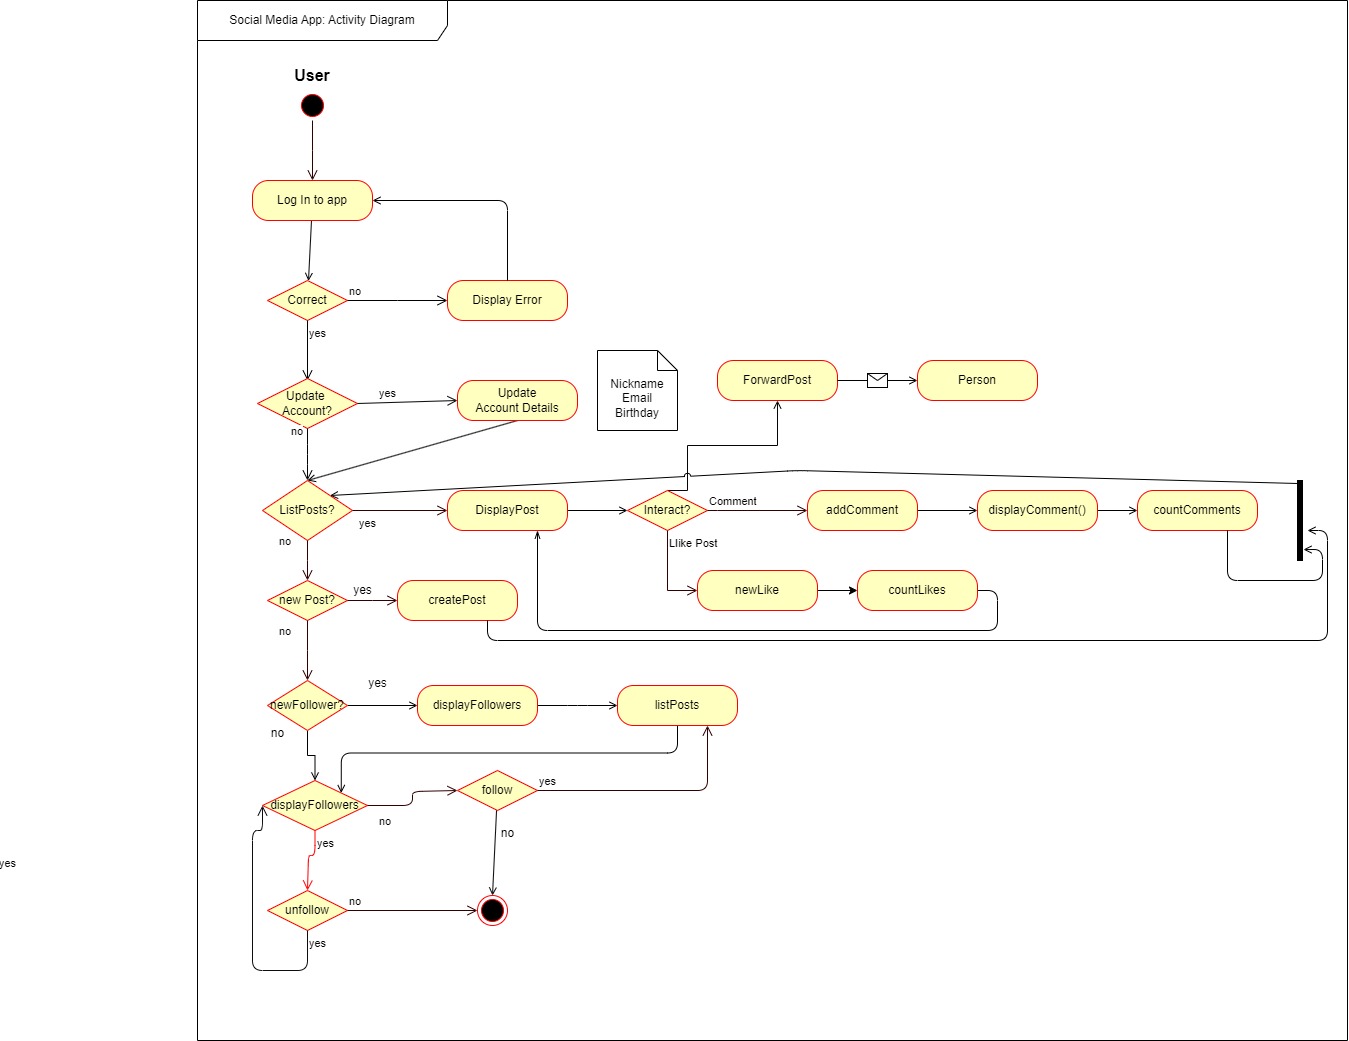 Social Media App: Activity Diagram
User
Log In to app
Correct
no
Display Error
yes
Update
Account?
yes
Update
Account Details
no
Nickname
Email
Birthday
ForwardPost
Person
ListPosts?
yes
DisplayPost
Interact?
Comment
addComment
displayComment()
countComments
no
Llike Post
new Post?
yes
createPost
newLike
countLikes
no
newFollower?
yes
displayFollowers
listPosts
no
displayFollowers
no
follow
yes
yes
no
yes
unfollow
no
yes